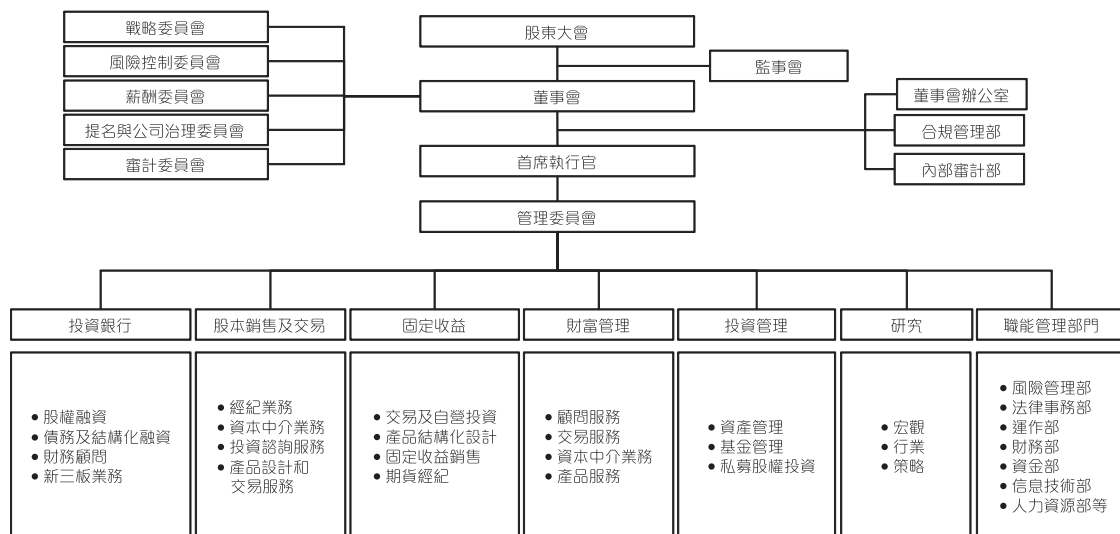 戰略委員會
風險控制委員會
薪酬委員會
提名與公司治理委員會
審計委員會
股東大會
監事會
董事會
董事會辦公室
合規管理部
內部審計部
首席執行官
管理委員會
投資銀行
股本銷售及交易
固定收益
財富管理
投資管理
研究
職能管理部門
● 股權融資
● 債務及結構化融資
● 財務顧問
● 新三板業務
● 經紀業務
● 資本中介業務
● 投資諮詢服務
● 產品設計和
交易服務
● 交易及自營投資
● 產品結構化設計
● 固定收益銷售
● 期貨經紀
● 顧問服務
● 交易服務
● 資本中介業務
● 產品服務
● 資產管理
● 基金管理
● 私募股權投資
● 宏觀
● 行業
● 策略
● 風險管理部
● 法律事務部
● 運作部
● 財務部
● 資金部
● 信息技術部
● 人力資源部等